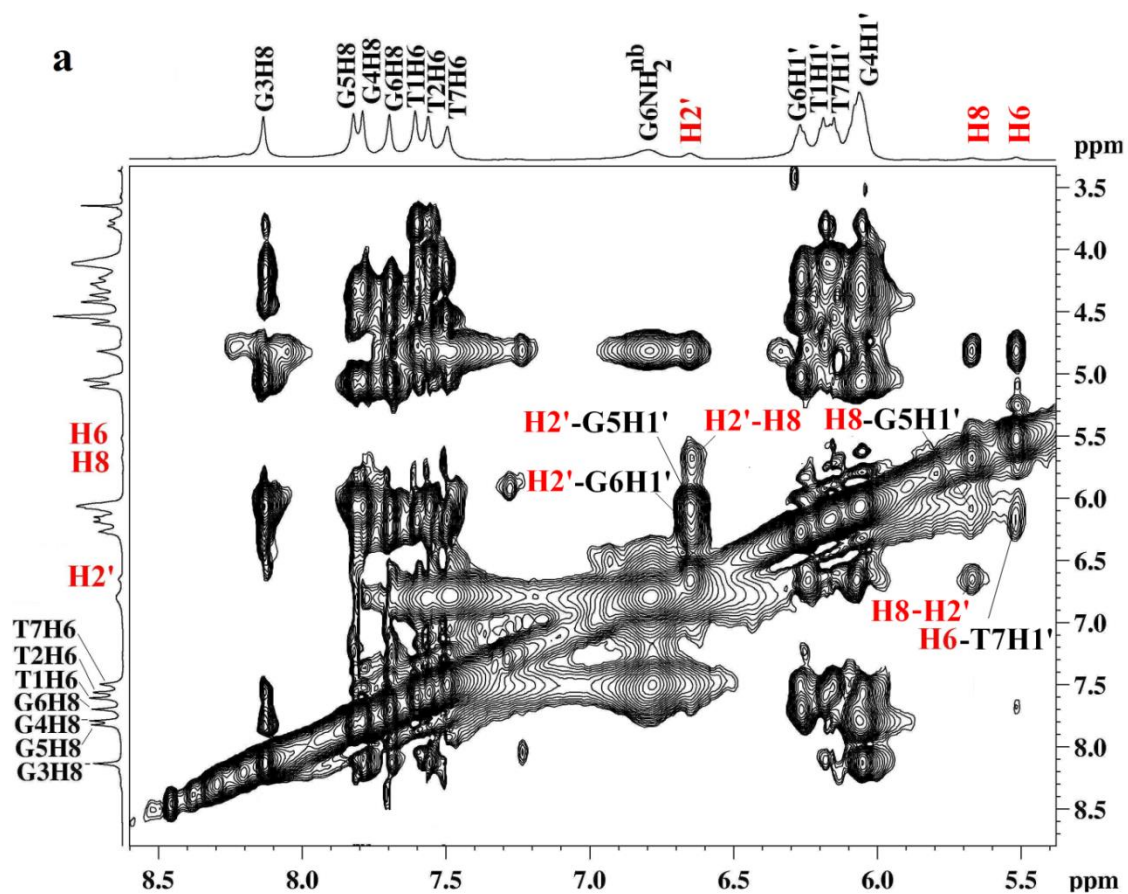 a
G3H8
G5H8
G4H8
G6H8
T1H6
T2H6
T7H6
G6NH2nb
H2'
G6H1'
T1H1'
T7H1'
G4H1'
H8
H6
ppm
3.5
4.0
4.5
5.0
5.5
6.0
6.5
7.0
7.5
8.0
8.5
H6
H8
H2'
T7H6
T2H6
T1H6
G6H8
G4H8
G5H8
G3H8
H2'-G5H1'
H2'-H8
H8-G5H1'
H2'-G6H1'
H8-H2'
H6-T7H1'
8.5 8.0 7.5 7.0 6.5 6.0 5.5 ppm